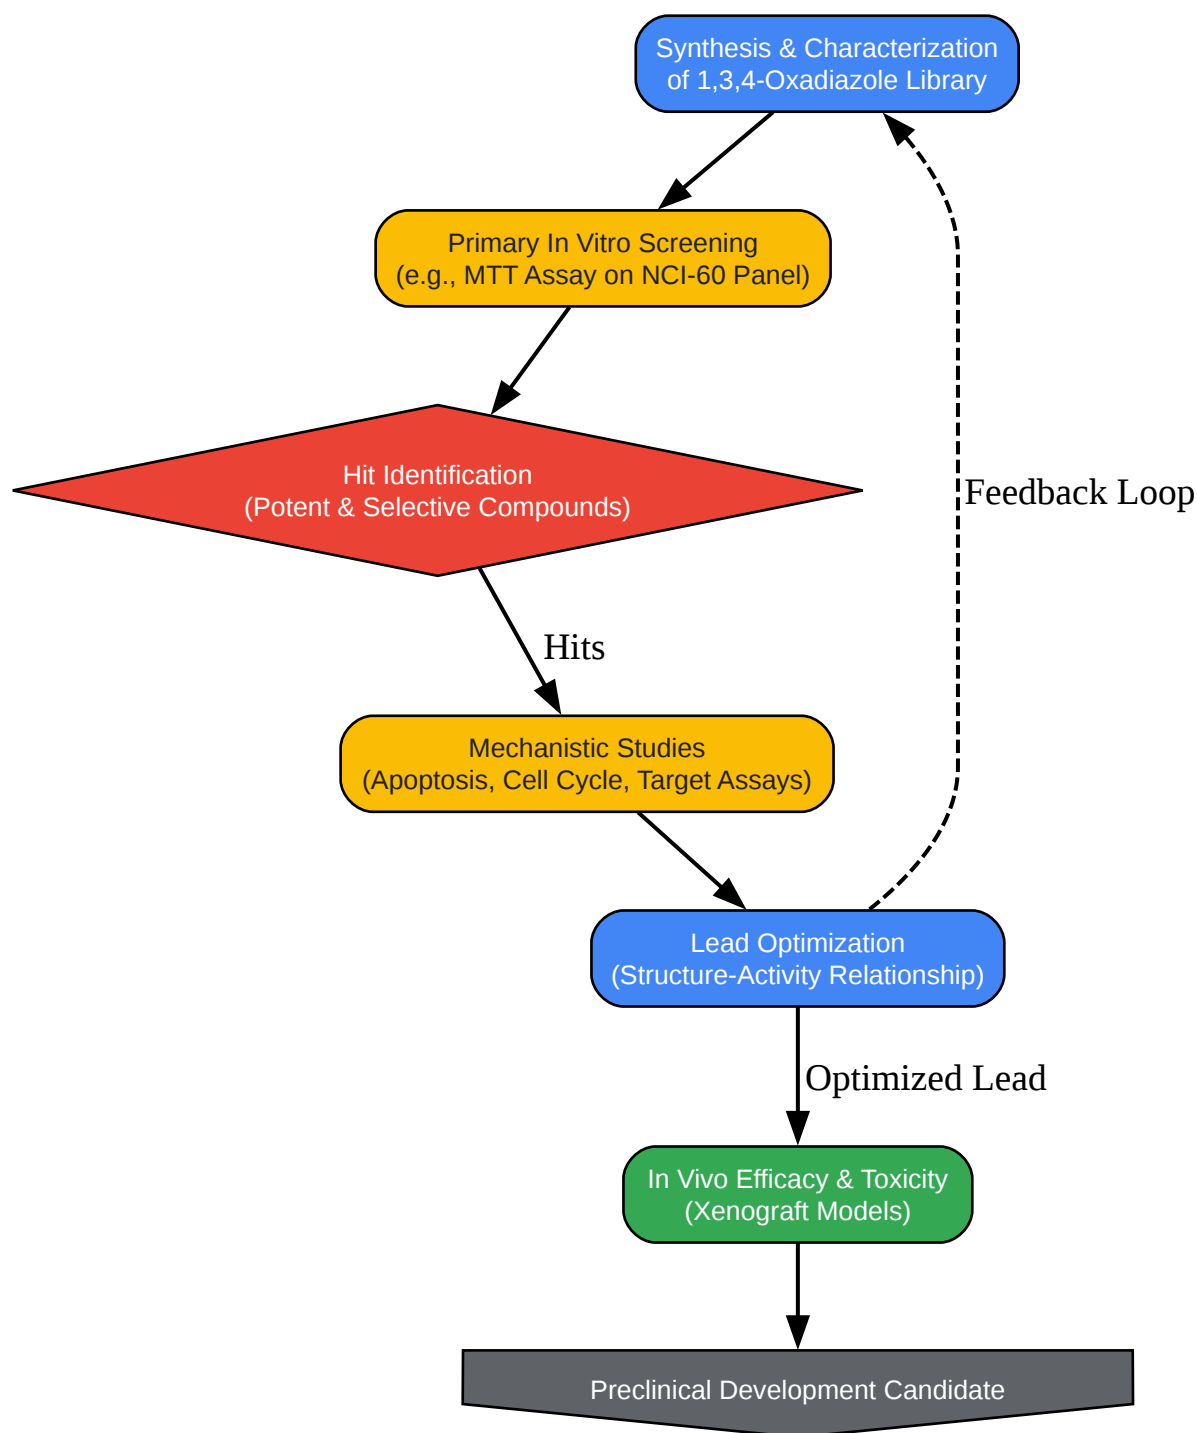 Synthesis & Characterization
of 1,3,4-Oxadiazole Library
Primary In Vitro Screening
(e.g., MTT Assay on NCI-60 Panel)
Hit Identification
(Potent & Selective Compounds)
Feedback Loop
Hits
Mechanistic Studies
(Apoptosis, Cell Cycle, Target Assays)
Lead Optimization
(Structure-Activity Relationship)
Optimized Lead
In Vivo Efficacy & Toxicity
(Xenograft Models)
Preclinical Development Candidate